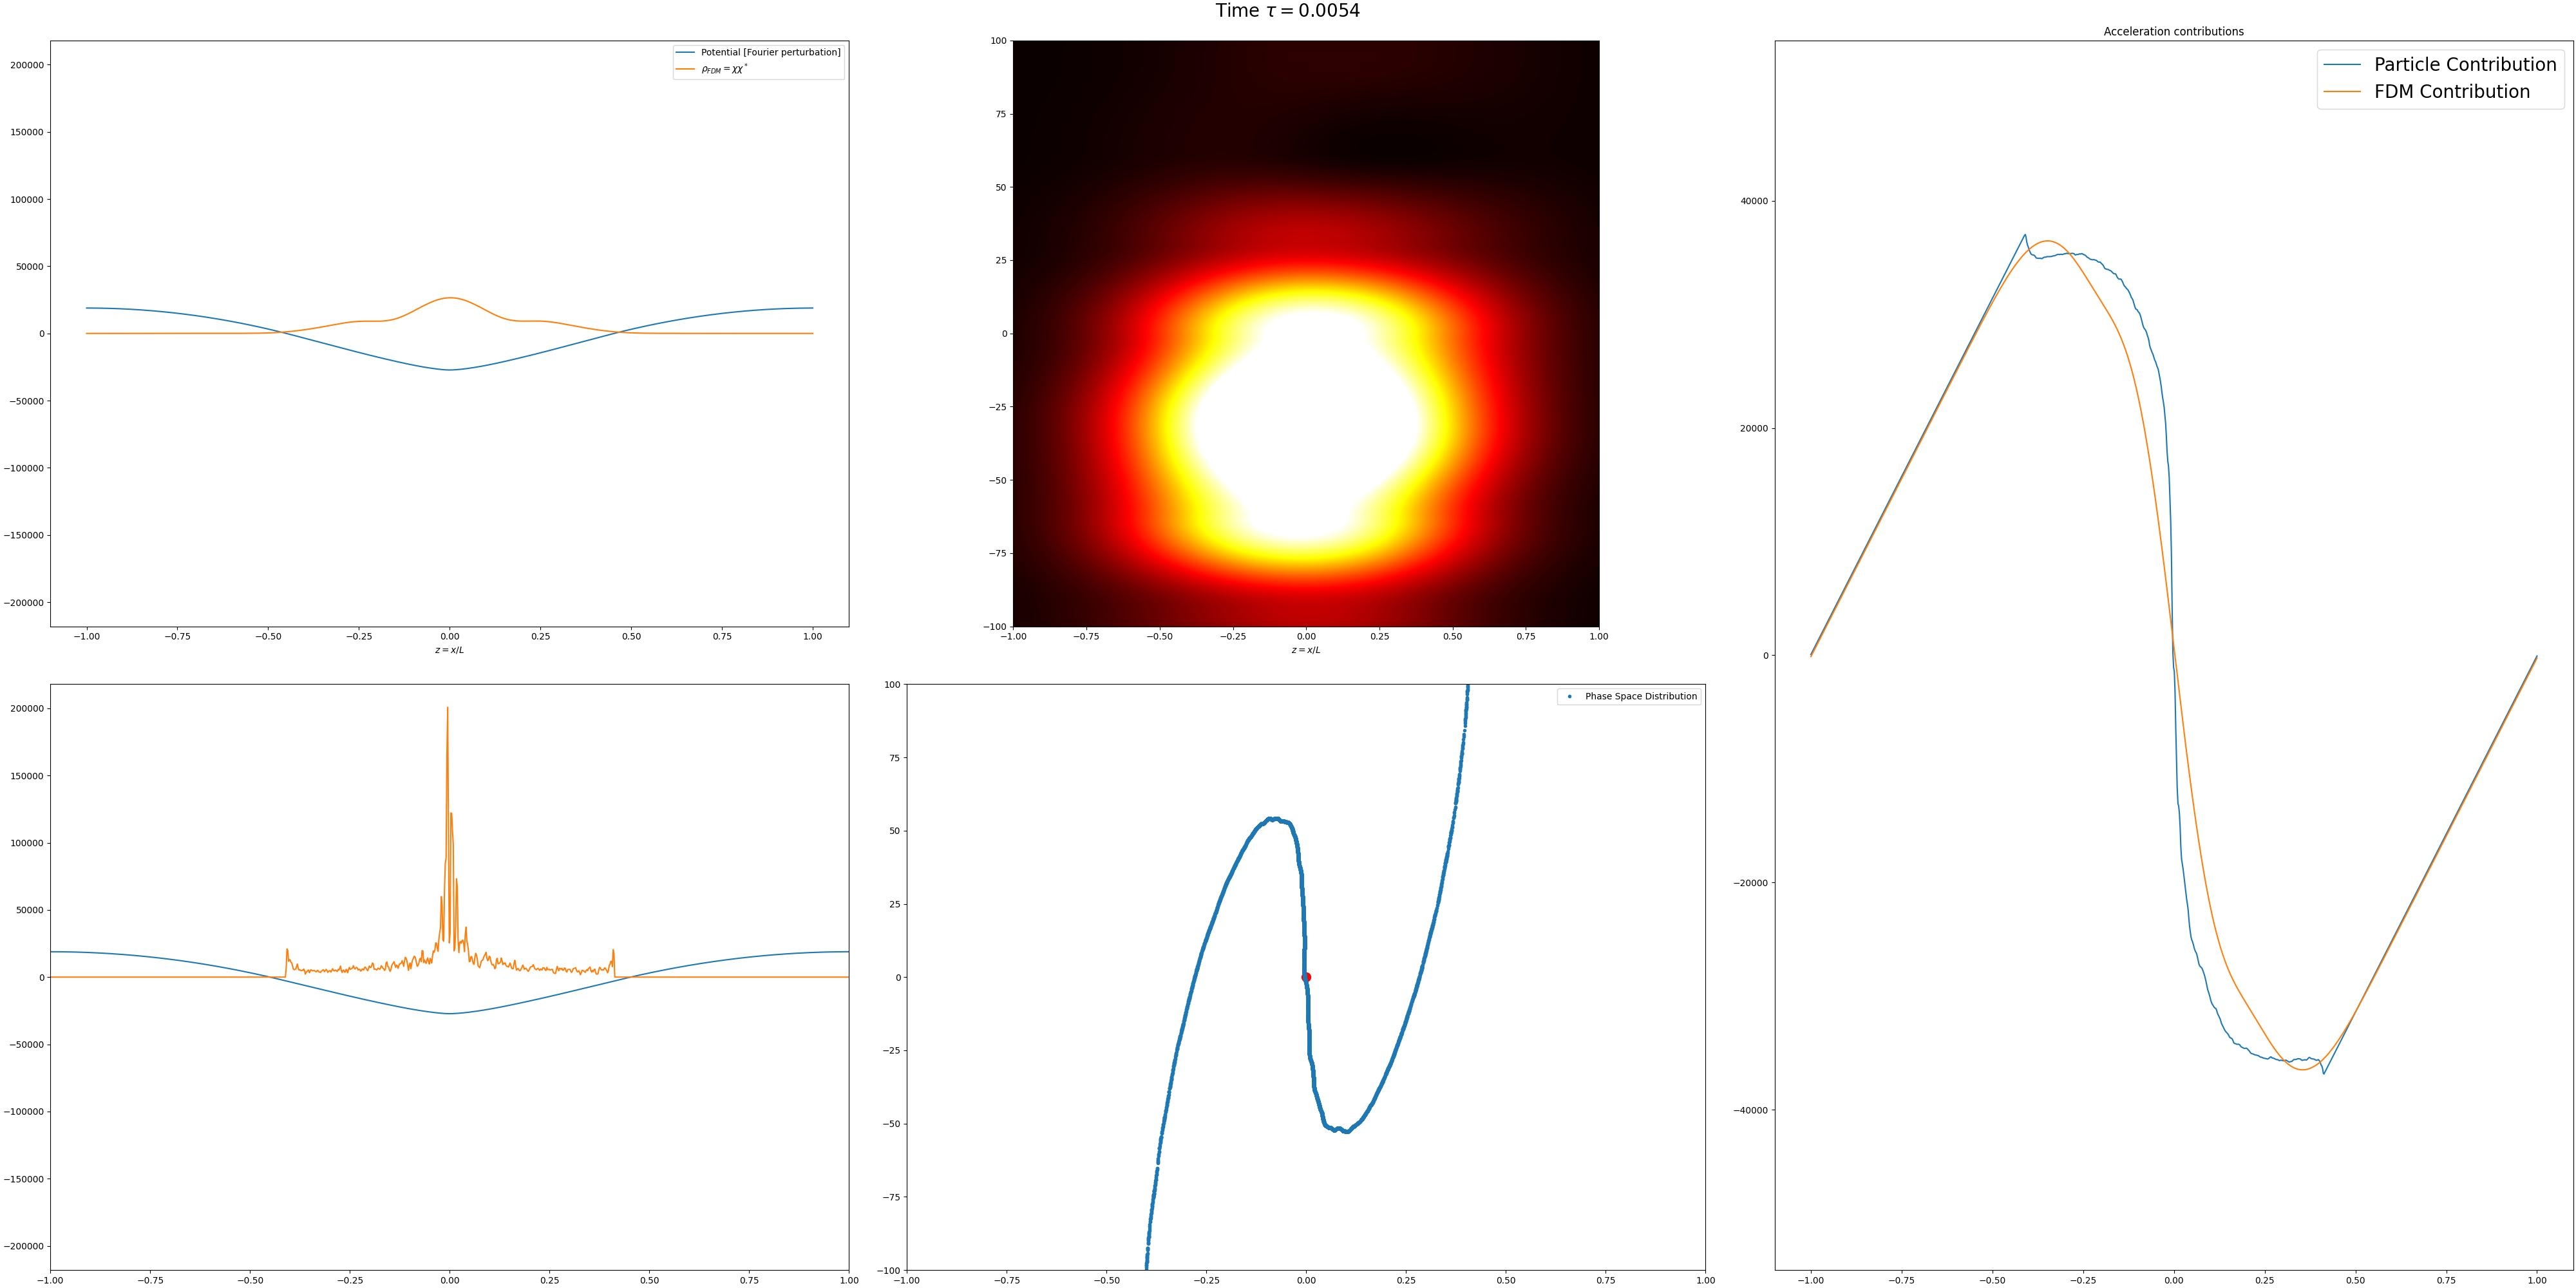 Time τ = 0.0054
200000
150000
100000
50000
0
−50000
−100000
−150000
−200000
−1.00 −0.75 −0.50 −0.25 0.00 0.25 0.50 0.75 1.00
z = x/L
Potential [Fourier perturbation]
ρFDM = χχ*
100
75
50
25
0
−25
−50
−75
−100
−1.00 −0.75 −0.50 −0.25 0.00 0.25 0.50 0.75 1.00
z = x/L
Acceleration contributions
Particle Contribution
FDM Contribution
40000
20000
0
−20000
−40000
−1.00 −0.75 −0.50 −0.25 0.00 0.25 0.50 0.75 1.00
200000
150000
100000
50000
0
−50000
−100000
−150000
−200000
−1.00 −0.75 −0.50 −0.25 0.00 0.25 0.50 0.75 1.00
Phase Space Distribution
100
75
50
25
0
−25
−50
−75
−100
−1.00 −0.75 −0.50 −0.25 0.00 0.25 0.50 0.75 1.00